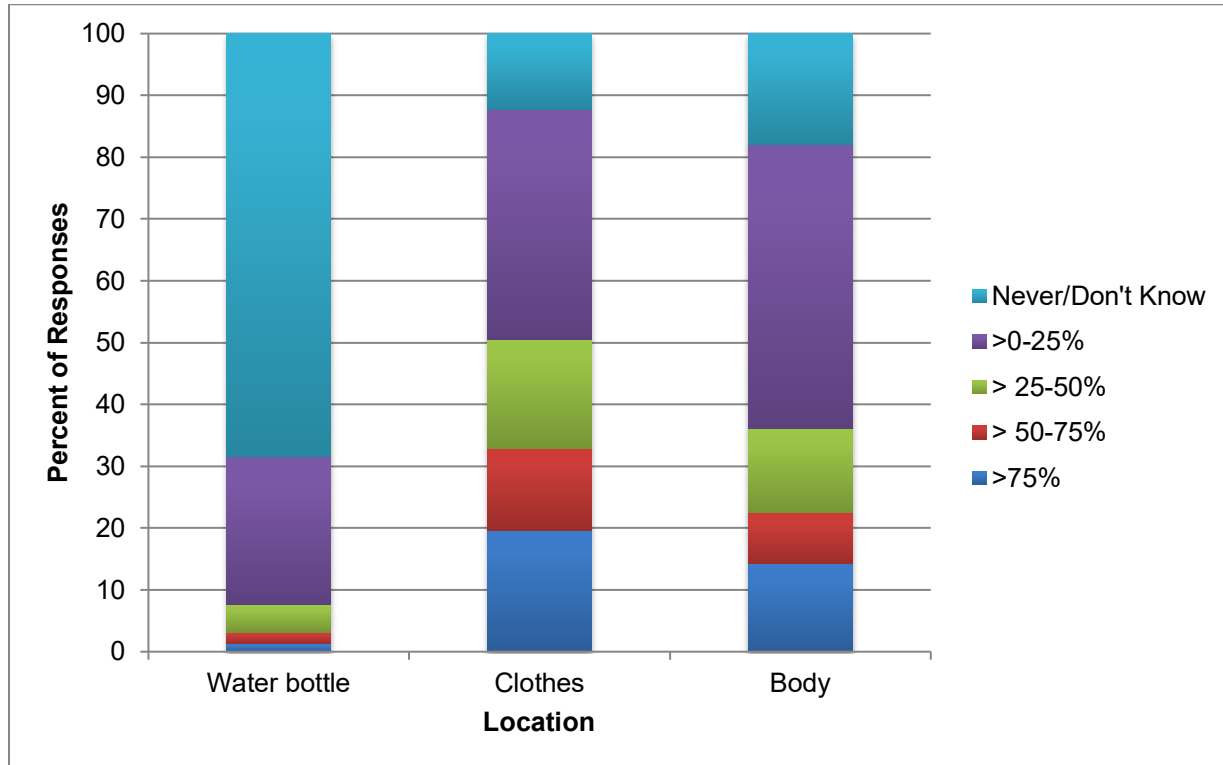 100
90
80
70
60
50
40
30
20
10
0
Percent of Responses
Water bottle
Clothes
Body
Location
Never/Don't Know
>0-25%
> 25-50%
> 50-75%
>75%